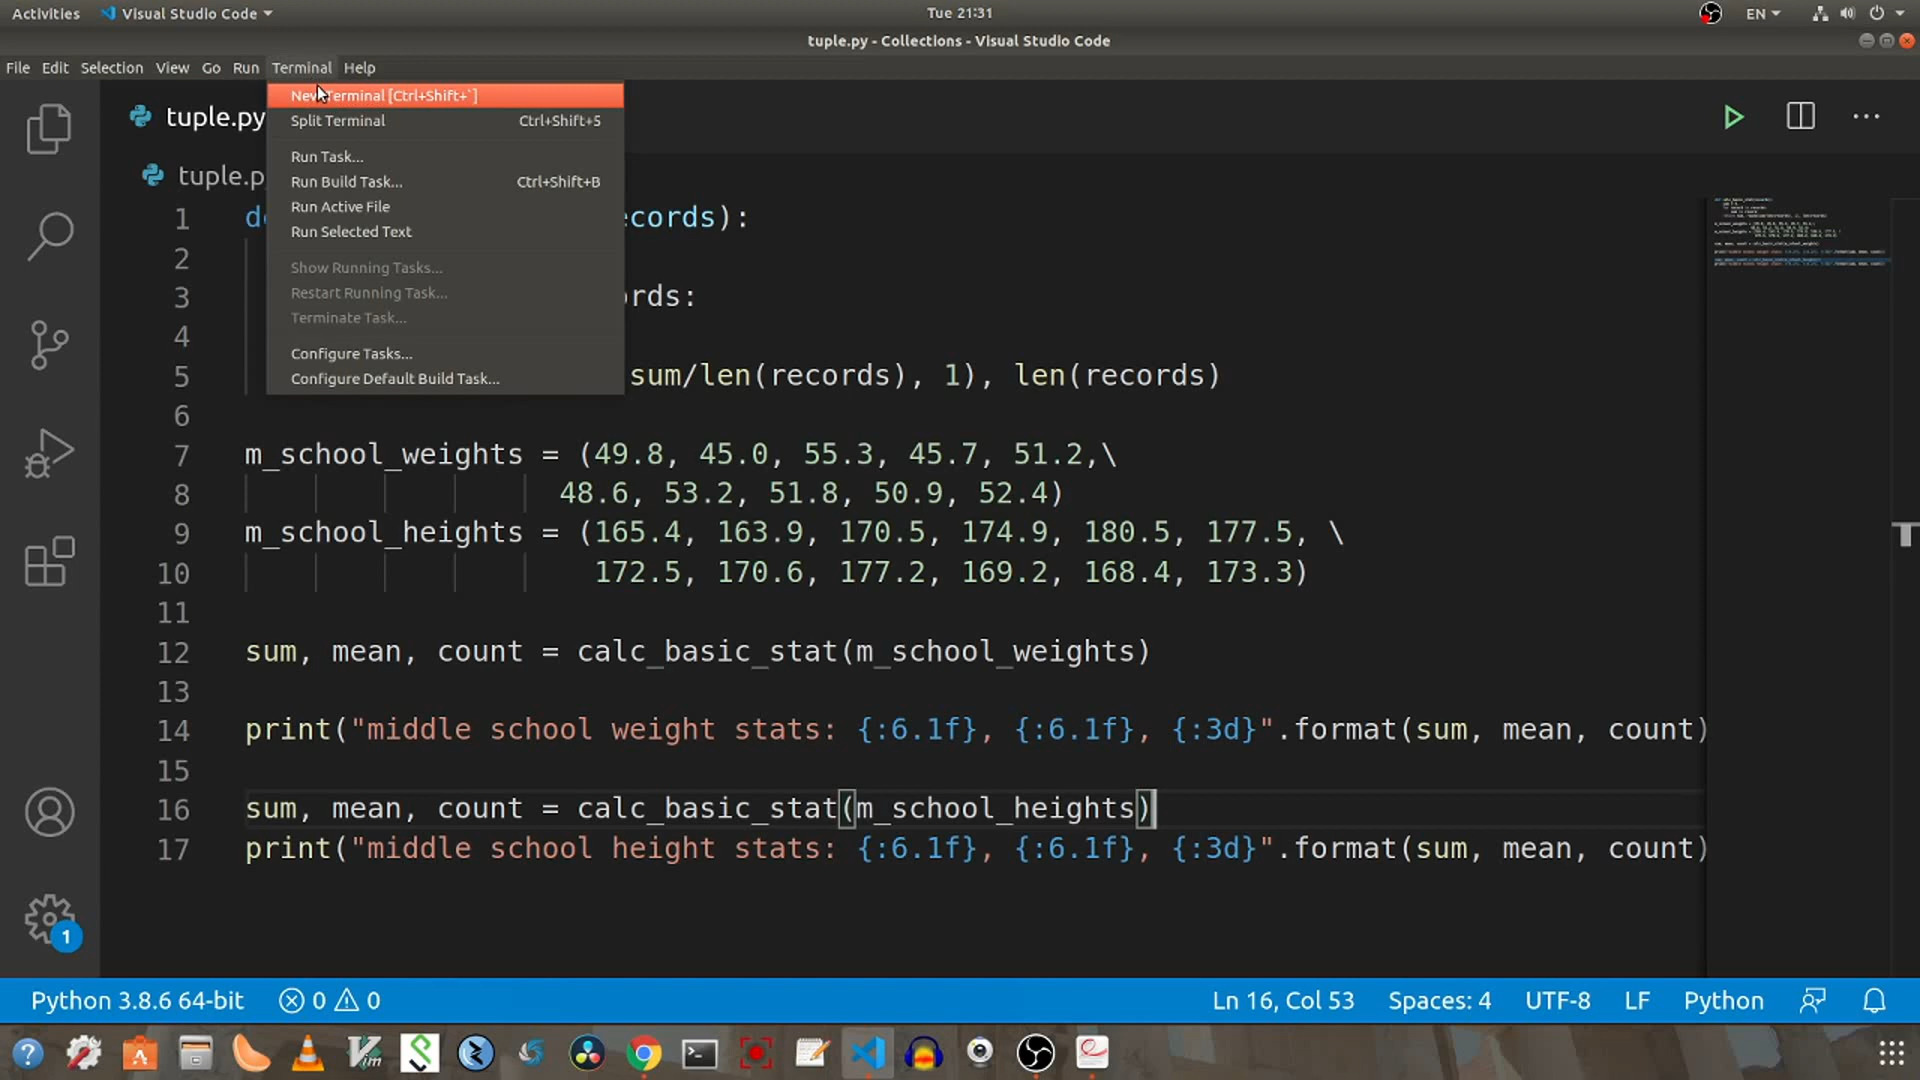 Activities
Visual Studio Code
Tue 21:31
EN
tuple.py - Collections - Visual Studio Code
File Edit Selection View Go Run Terminal Help
New Terminal [Ctrl+Shift+`]
Split Terminal Ctrl+Shift+5
Run Task...
Run Build Task... Ctrl+Shift+B
Run Active File
Run Selected Text
Show Running Tasks...
Restart Running Task...
Terminate Task...
Configure Tasks...
Configure Default Build Task...
tuple.py
tuple.p
1 d ecords):
2
3 rds:
4
5 sum/len(records), 1), len(records)
6
7 m_school_weights = (49.8, 45.0, 55.3, 45.7, 51.2,\
8 48.6, 53.2, 51.8, 50.9, 52.4)
9 m_school_heights = (165.4, 163.9, 170.5, 174.9, 180.5, 177.5, \
10 172.5, 170.6, 177.2, 169.2, 168.4, 173.3)
11
12 sum, mean, count = calc_basic_stat(m_school_weights)
13
14 print("middle school weight stats: {:6.1f}, {:6.1f}, {:3d}".format(sum, mean, count)
15
16 sum, mean, count = calc_basic_stat(m_school_heights)
17 print("middle school height stats: {:6.1f}, {:6.1f}, {:3d}".format(sum, mean, count)
1
Python 3.8.6 64-bit 0 0 Ln 16, Col 53 Spaces: 4 UTF-8 LF Python